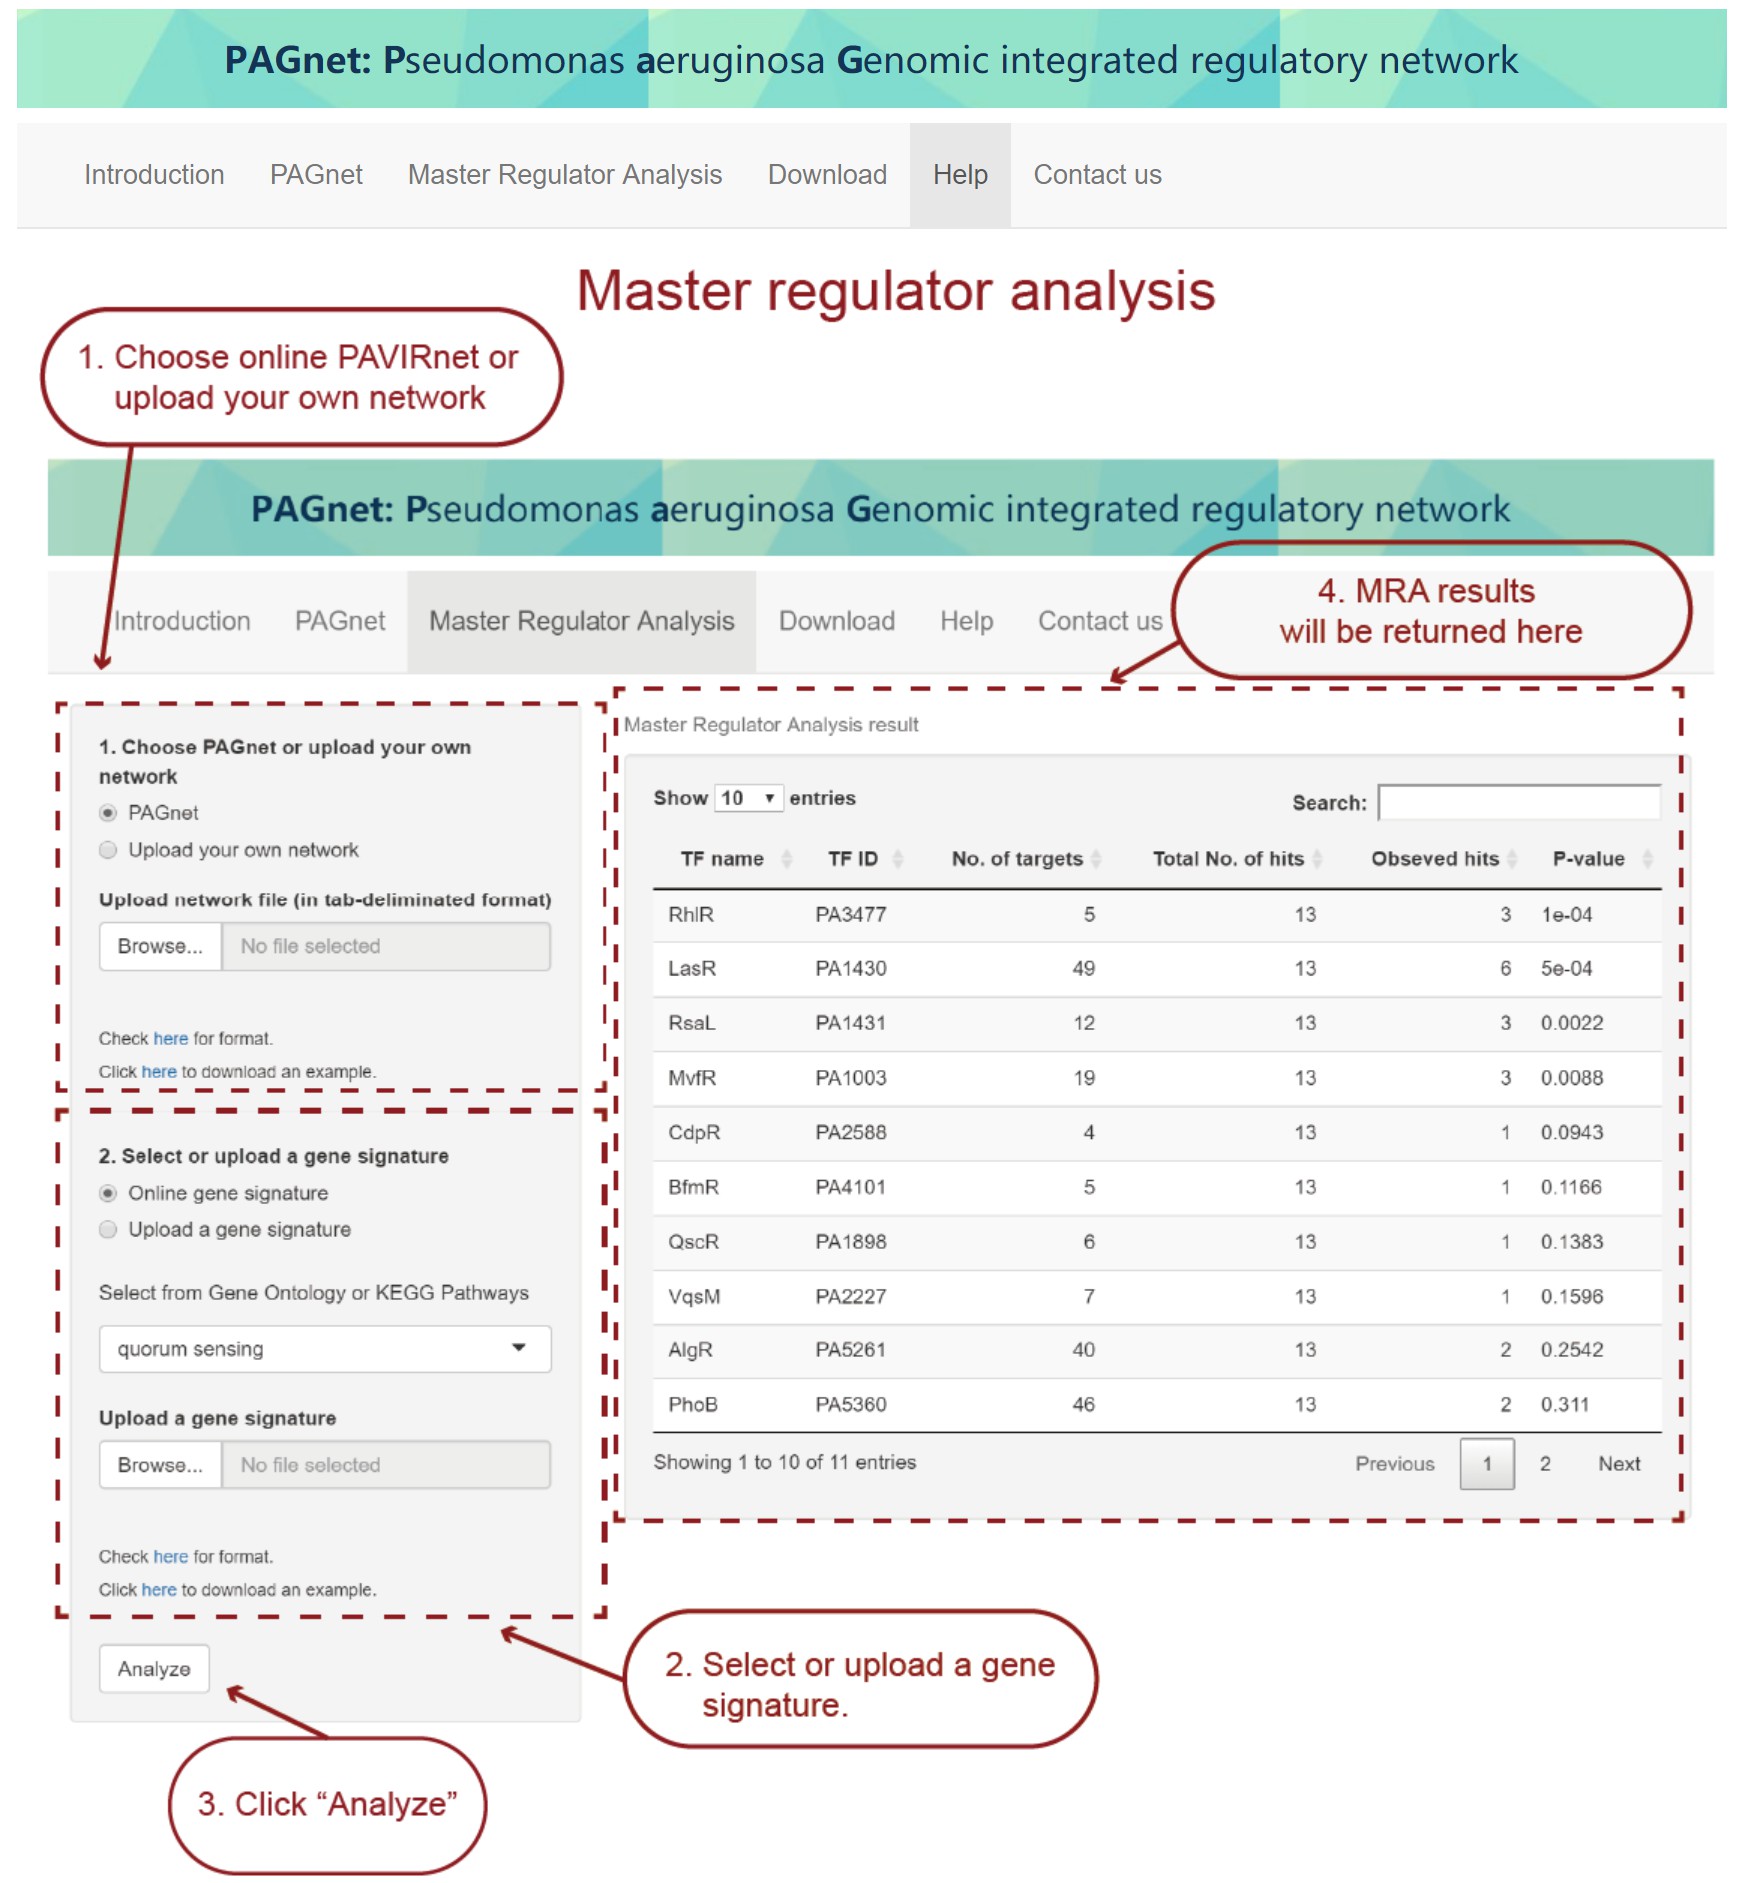 PAGnet: Pseudomonas aeruginosa Genomic integrated regulatory network
Introduction PAGnet Master Regulator Analysis Download Help Contact us
Master regulator analysis
1. Choose online PAVIRnet or
upload your own network
PAGnet: Pseudomonas aeruginosa Genomic integrated regulatory network
Introduction PAGnet Master Regulator Analysis Download Help Contact us
4. MRA results
will be returned here
1. Choose PAGnet or upload your own
network
PAGnet
Upload your own network
Upload network file (in tab-deliminated format)
Browse... No file selected
Check here for format.
Click here to download an example.
2. Select or upload a gene signature
Online gene signature
Upload a gene signature
Select from Gene Ontology or KEGG Pathways
quorum sensing
Upload a gene signature
Browse... No file selected
Check here for format.
Click here to download an example.
Analyze
Master Regulator Analysis result
Show 10 entries Search:
TF name TF ID No. of targets Total No. of hits Obseved hits P-value
RhlR PA3477 5 13 3 1e-04
LasR PA1430 49 13 6 5e-04
RsaL PA1431 12 13 3 0.0022
MvfR PA1003 19 13 3 0.0088
CdpR PA2588 4 13 1 0.0943
BfmR PA4101 5 13 1 0.1166
QscR PA1898 6 13 1 0.1383
VqsM PA2227 7 13 1 0.1596
AlgR PA5261 40 13 2 0.2542
PhoB PA5360 46 13 2 0.311
Showing 1 to 10 of 11 entries Previous 1 2 Next
2. Select or upload a gene
signature.
3. Click “Analyze”